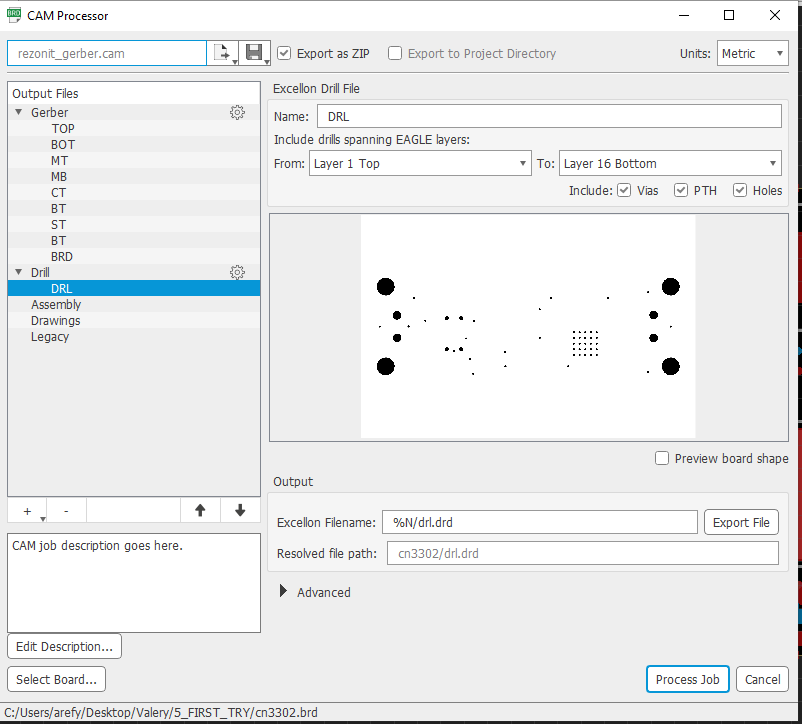 CAM Processor
rezonit_gerber.cam
Export as ZIP
Export to Project Directory
Units: Metric
Output Files
Gerber
TOP
BOT
MT
MB
CT
BT
ST
BT
BRD
Drill
DRL
Assembly
Drawings
Legacy
+ -
CAM job description goes here.
Edit Description...
Select Board...
Excellon Drill File
Name: DRL
Include drills spanning EAGLE layers:
From: Layer 1 Top To: Layer 16 Bottom
Include: Vias PTH Holes
Preview board shape
Output
Excellon Filename: %N/drl.drd Export File
Resolved file path: cn3302/drl.drd
Advanced
Process Job Cancel
C:/Users/arefy/Desktop/Valery/5_FIRST_TRY/cn3302.brd